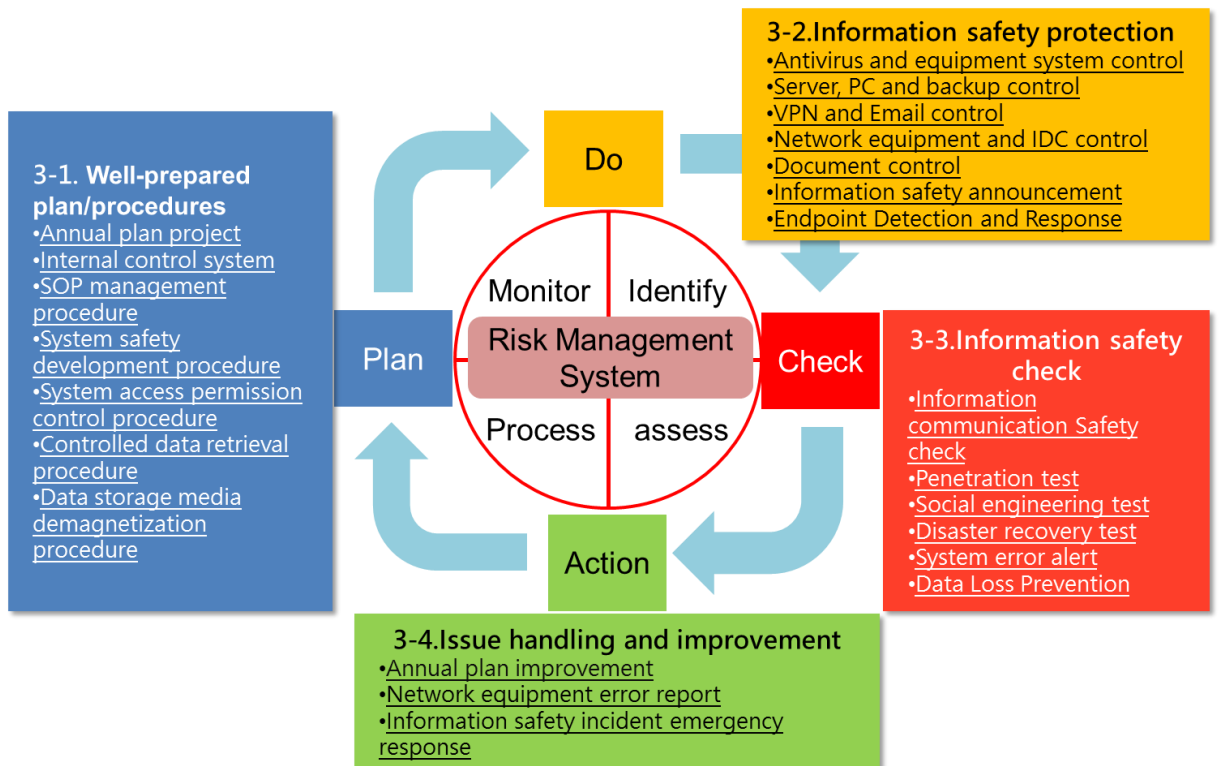 3-1. Well-prepared
plan/procedures
•Annual plan project
•Internal control system
•SOP management
procedure
•System safety
development procedure
•System access permission
control procedure
•Controlled data retrieval
procedure
•Data storage media
demagnetization
procedure
Plan
Do
3-2.Information safety protection
•Antivirus and equipment system control
•Server, PC and backup control
•VPN and Email control
•Network equipment and IDC control
•Document control
•Information safety announcement
•Endpoint Detection and Response
Monitor
Identify
Risk Management
System
Process
assess
Check
3-3.Information safety
check
•Information
communication Safety
check
•Penetration test
•Social engineering test
•Disaster recovery test
•System error alert
•Data Loss Prevention
Action
3-4.Issue handling and improvement
•Annual plan improvement
•Network equipment error report
•Information safety incident emergency
response